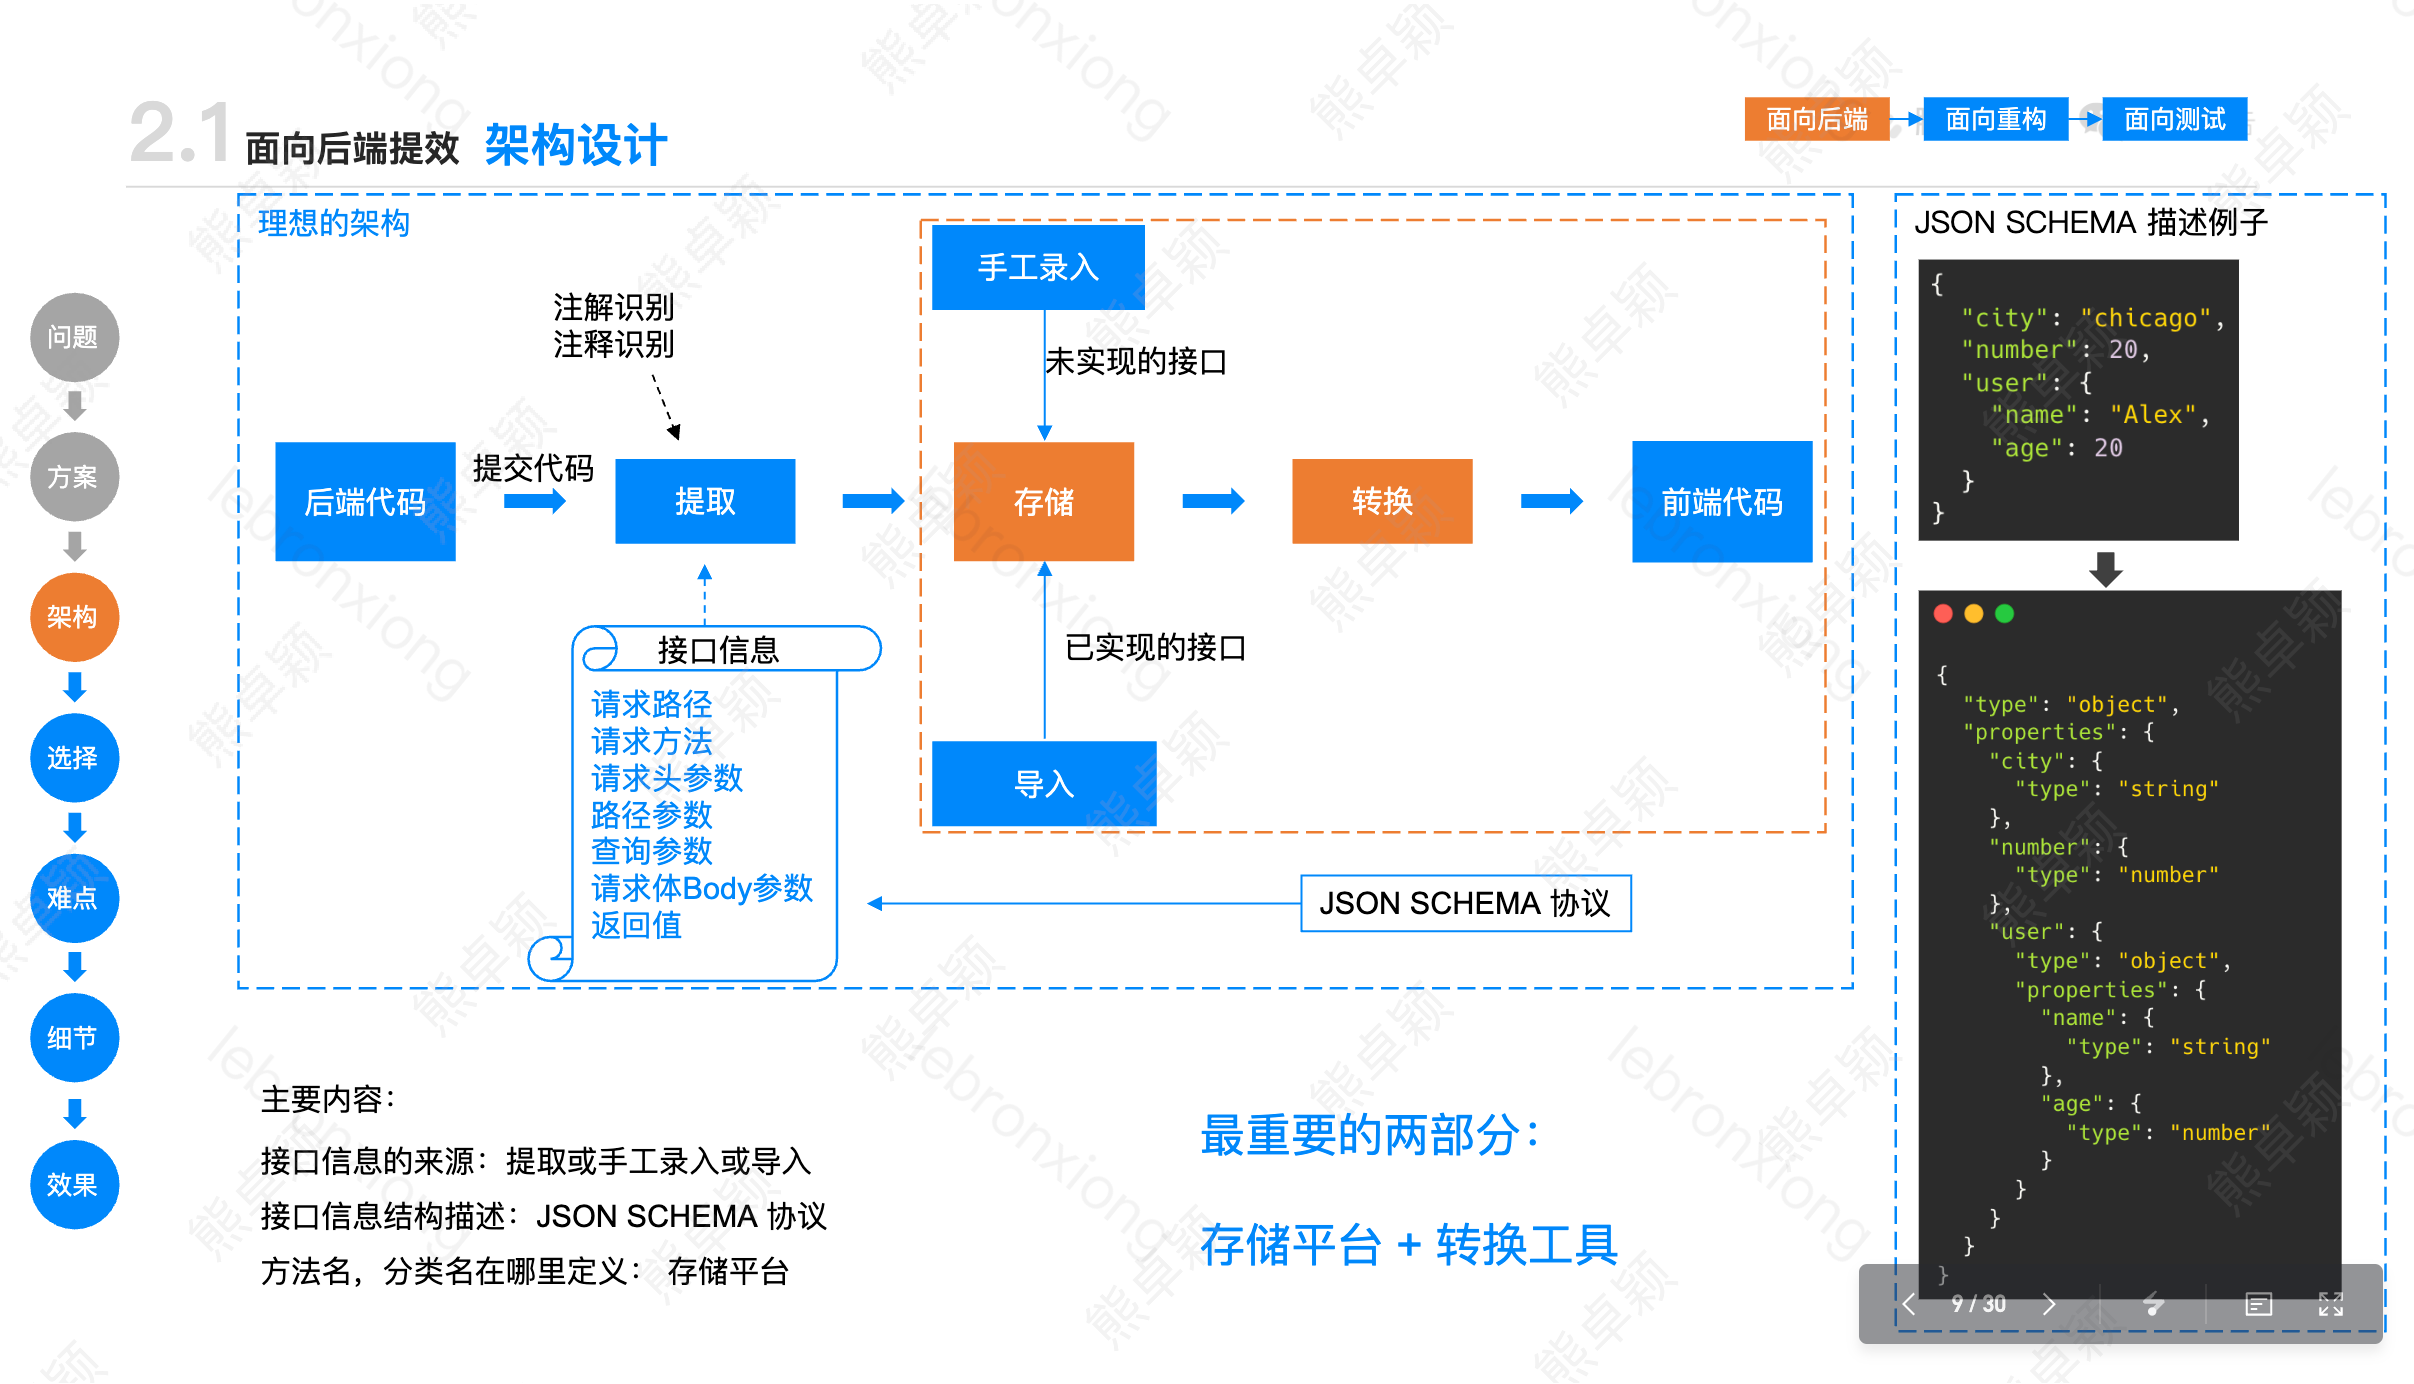 2.1 面向后端提效 架构设计
面向后端
面向重构
面向测试
问题
方案
架构
选择
难点
细节
效果
理想的架构
注解识别
注释识别
后端代码
提交代码
提取
手工录入
未实现的接口
存储
转换
前端代码
已实现的接口
导入
接口信息
请求路径
请求方法
请求头参数
路径参数
查询参数
请求体Body参数
返回值
JSON SCHEMA 协议
主要内容：
接口信息的来源：提取或手工录入或导入
接口信息结构描述：JSON SCHEMA 协议
方法名，分类名在哪里定义： 存储平台
最重要的两部分：
存储平台 + 转换工具
JSON SCHEMA 描述例子
{
"city": "chicago",
"number": 20,
"user": {
"name": "Alex",
"age": 20
}
}
{
"type": "object",
"properties": {
"city": {
"type": "string"
},
"number": {
"type": "number"
},
"user": {
"type": "object",
"properties": {
"name": {
"type": "string"
},
"age": {
"type": "number"
}
}
}
}
}
9 / 30
熊卓颖
lebronxiong